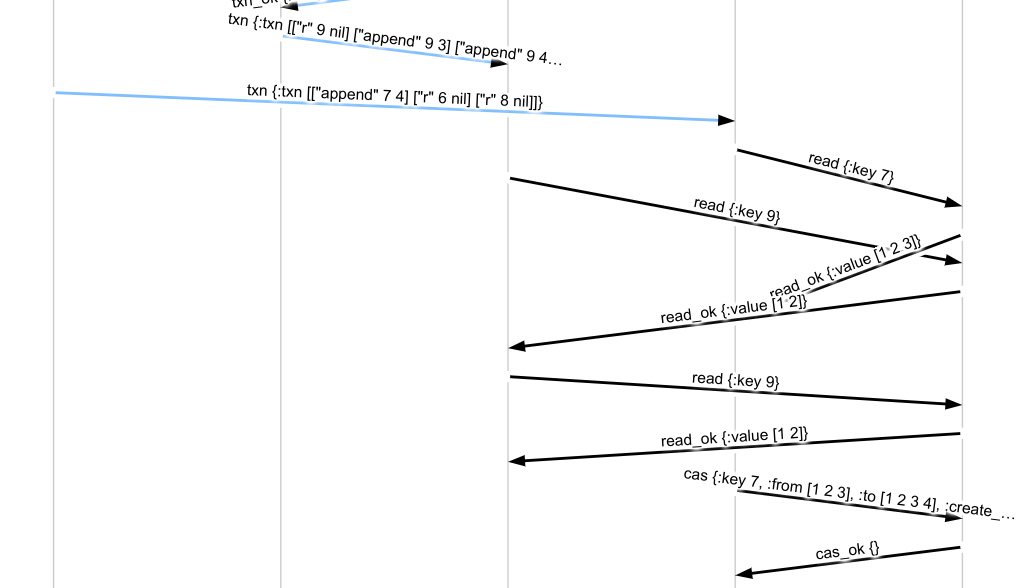 txn_ok {:
txn {:txn [["r" 9 nil] ["append" 9 3] ["append" 9 4…
txn {:txn [["append" 7 4] ["r" 6 nil] ["r" 8 nil]]}
read {:key 7}
read {:key 9}
read_ok {:value [1 2 3]}
read_ok {:value [1 2]}
read {:key 9}
read_ok {:value [1 2]}
cas {:key 7, :from [1 2 3], :to [1 2 3 4], :create_…
cas_ok {}